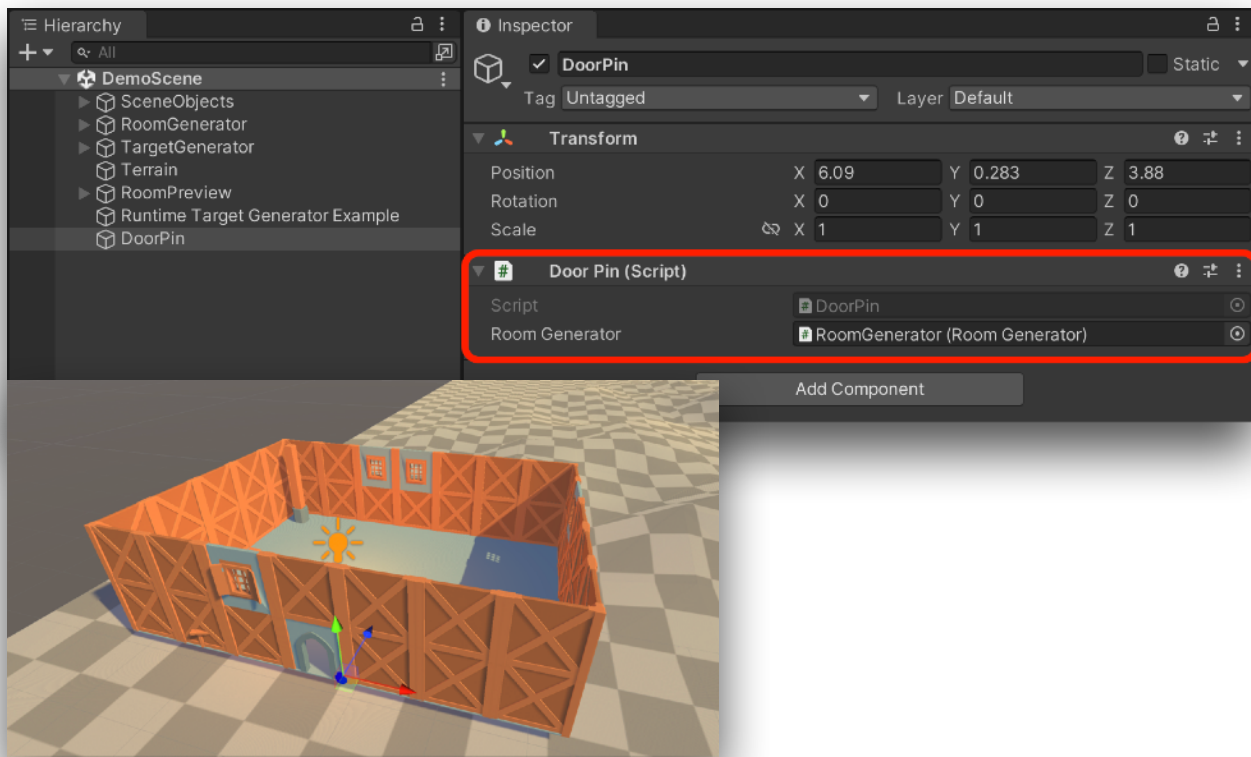 Hierarchy
All
DemoScene
SceneObjects
RoomGenerator
TargetGenerator
Terrain
RoomPreview
Runtime Target Generator Example
DoorPin
Inspector
DoorPin Static
Tag Untagged Layer Default
Transform
Position X 6.09 Y 0.283 Z 3.88
Rotation X 0 Y 0 Z 0
Scale X 1 Y 1 Z 1
# Door Pin (Script)
Script # DoorPin
Room Generator # RoomGenerator (Room Generator)
Add Component